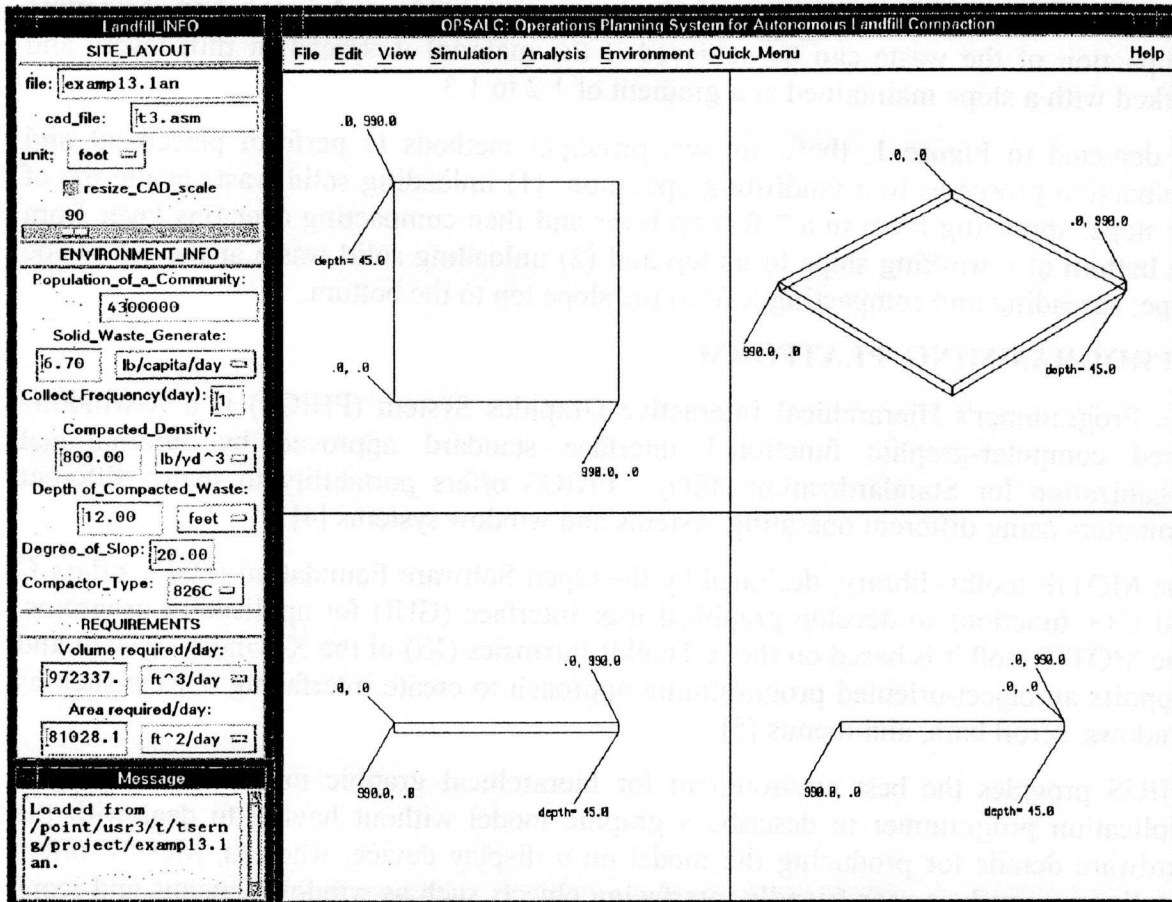 Landfill_INFO
SITE_LAYOUT
file: examp13.1an
cad_file: t3.asm
unit: feet
resize_CAD_scale
90
ENVIRONMENT_INFO
Population_of_a_Community:
4300000
Solid_Waste_Generate:
6.70 lb/capita/day
Collect_Frequency(day): 1
Compacted_Density:
800.00 lb/yd^3
Depth of_Compacted_Waste:
12.00 feet
Degree_of_Slop: 20.00
Compactor_Type: 826C
REQUIREMENTS
Volume required/day:
972337. ft^3/day
Area required/day:
81028.1 ft^2/day
Message
Loaded from
/point/usr3/t/tsern
g/project/examp13.1
an.
OPSALC: Operations Planning System for Autonomous Landfill Compaction
File Edit View Simulation Analysis Environment Quick_Menu Help
.0, 990.0
depth= 45.0
.0, .0
990.0, .0
.0, .0
.0, 990.0
990.0, .0
depth= 45.0
.0, 990.0
.0, .0
990.0, .0
depth= 45.0
.0, 990.0
.0, .0
990.0, .0
depth= 45.0